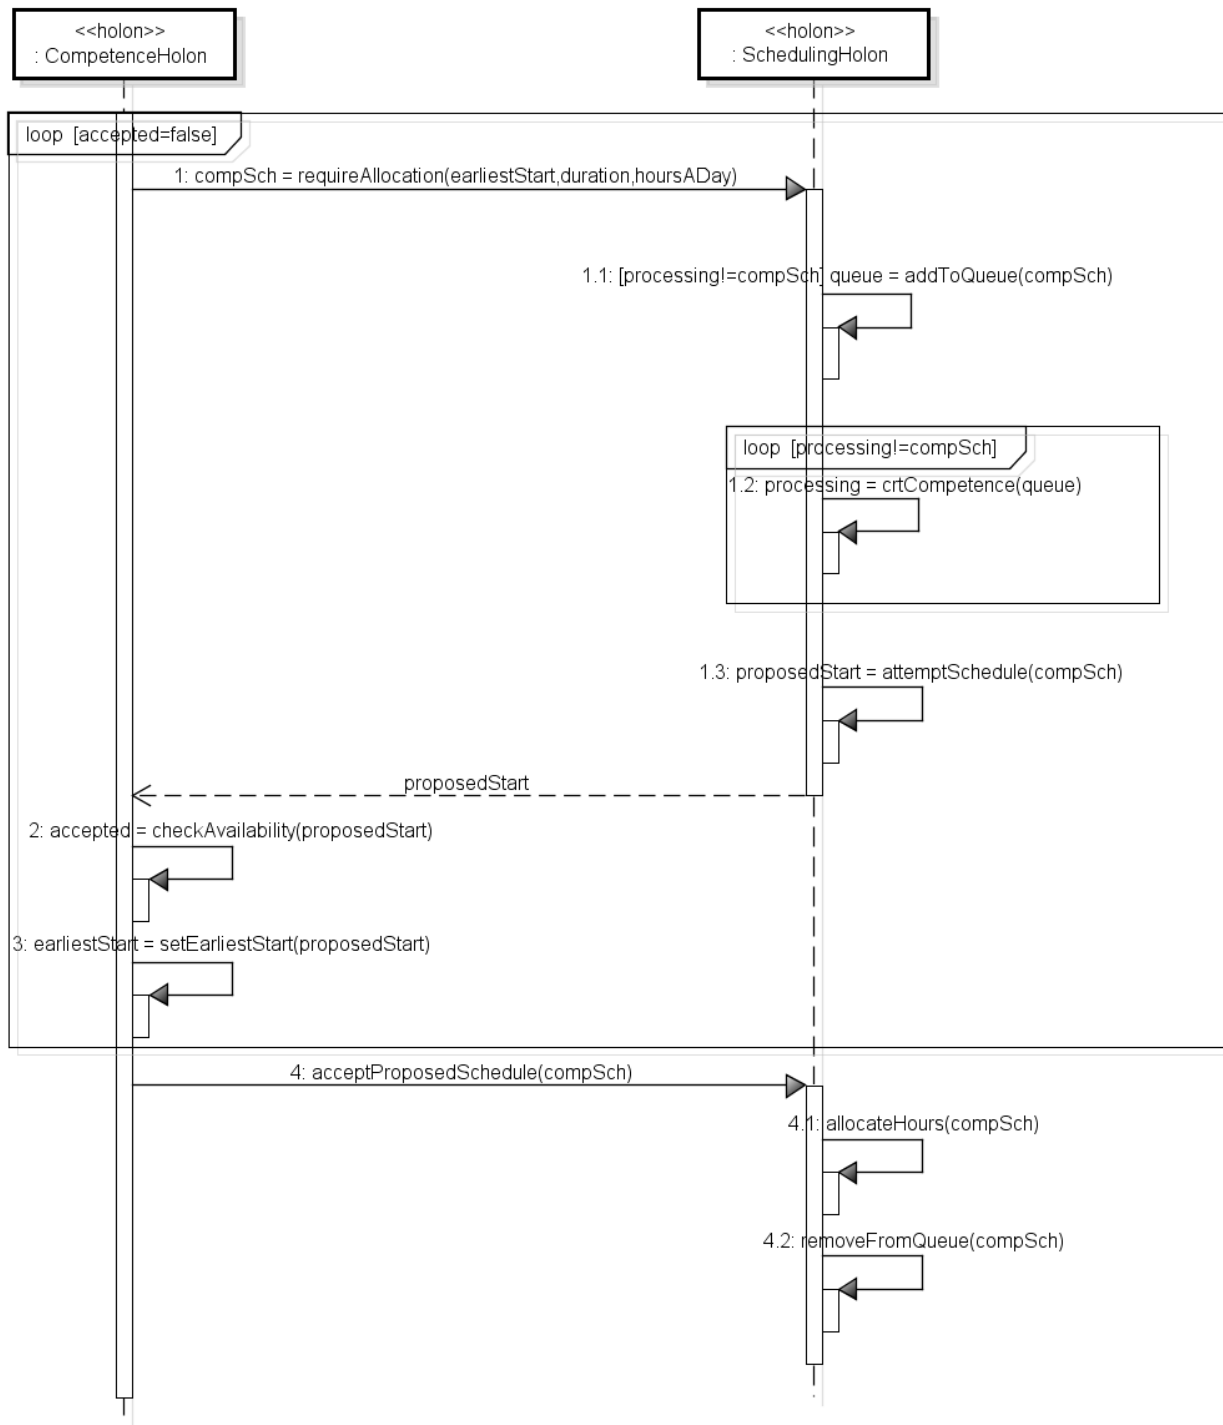 <<holon>>
: CompetenceHolon
<<holon>>
: SchedulingHolon
loop [accepted=false]
1: compSch = requireAllocation(earliestStart,duration,hoursADay)
1.1: [processing!=compSch] queue = addToQueue(compSch)
loop [processing!=compSch]
1.2: processing = crtCompetence(queue)
1.3: proposedStart = attemptSchedule(compSch)
proposedStart
2: accepted = checkAvailability(proposedStart)
3: earliestStart = setEarliestStart(proposedStart)
4: acceptProposedSchedule(compSch)
4.1: allocateHours(compSch)
4.2: removeFromQueue(compSch)